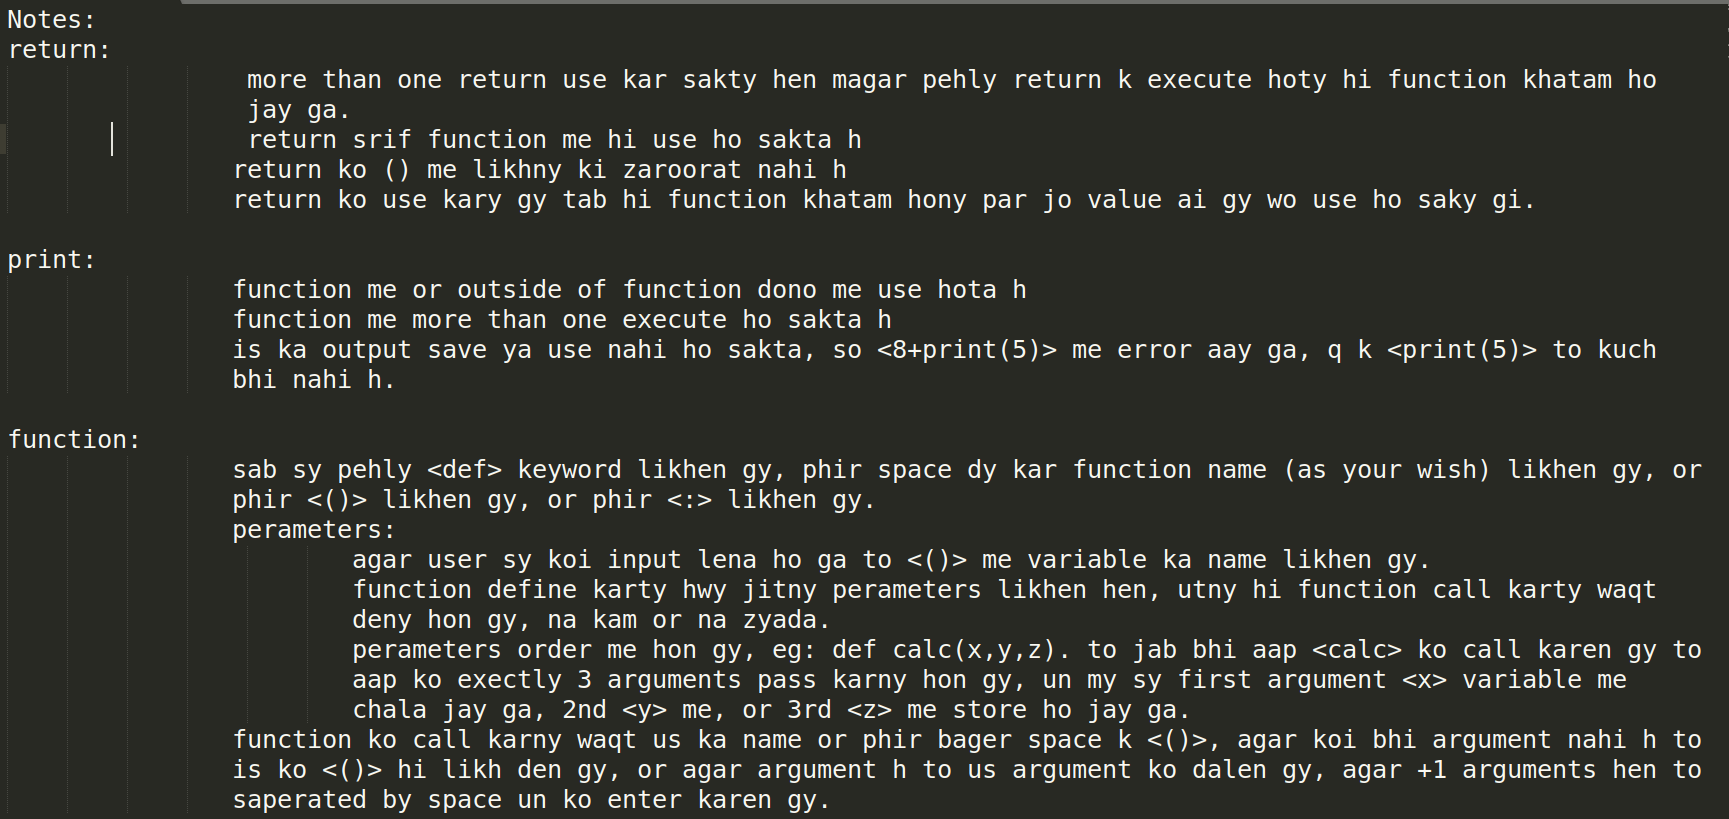 Notes:
return:
more than one return use kar sakty hen magar pehly return k execute hoty hi function khatam ho
jay ga.
return srif function me hi use ho sakta h
return ko () me likhny ki zaroorat nahi h
return ko use kary gy tab hi function khatam hony par jo value ai gy wo use ho saky gi.
print:
function me or outside of function dono me use hota h
function me more than one execute ho sakta h
is ka output save ya use nahi ho sakta, so <8+print(5)> me error aay ga, q k <print(5)> to kuch
bhi nahi h.
function:
sab sy pehly <def> keyword likhen gy, phir space dy kar function name (as your wish) likhen gy, or
phir <()> likhen gy, or phir <:> likhen gy.
perameters:
agar user sy koi input lena ho ga to <()> me variable ka name likhen gy.
function define karty hwy jitny perameters likhen hen, utny hi function call karty waqt
deny hon gy, na kam or na zyada.
perameters order me hon gy, eg: def calc(x,y,z). to jab bhi aap <calc> ko call karen gy to
aap ko exectly 3 arguments pass karny hon gy, un my sy first argument <x> variable me
chala jay ga, 2nd <y> me, or 3rd <z> me store ho jay ga.
function ko call karny waqt us ka name or phir bager space k <()>, agar koi bhi argument nahi h to
is ko <()> hi likh den gy, or agar argument h to us argument ko dalen gy, agar +1 arguments hen to
saperated by space un ko enter karen gy.